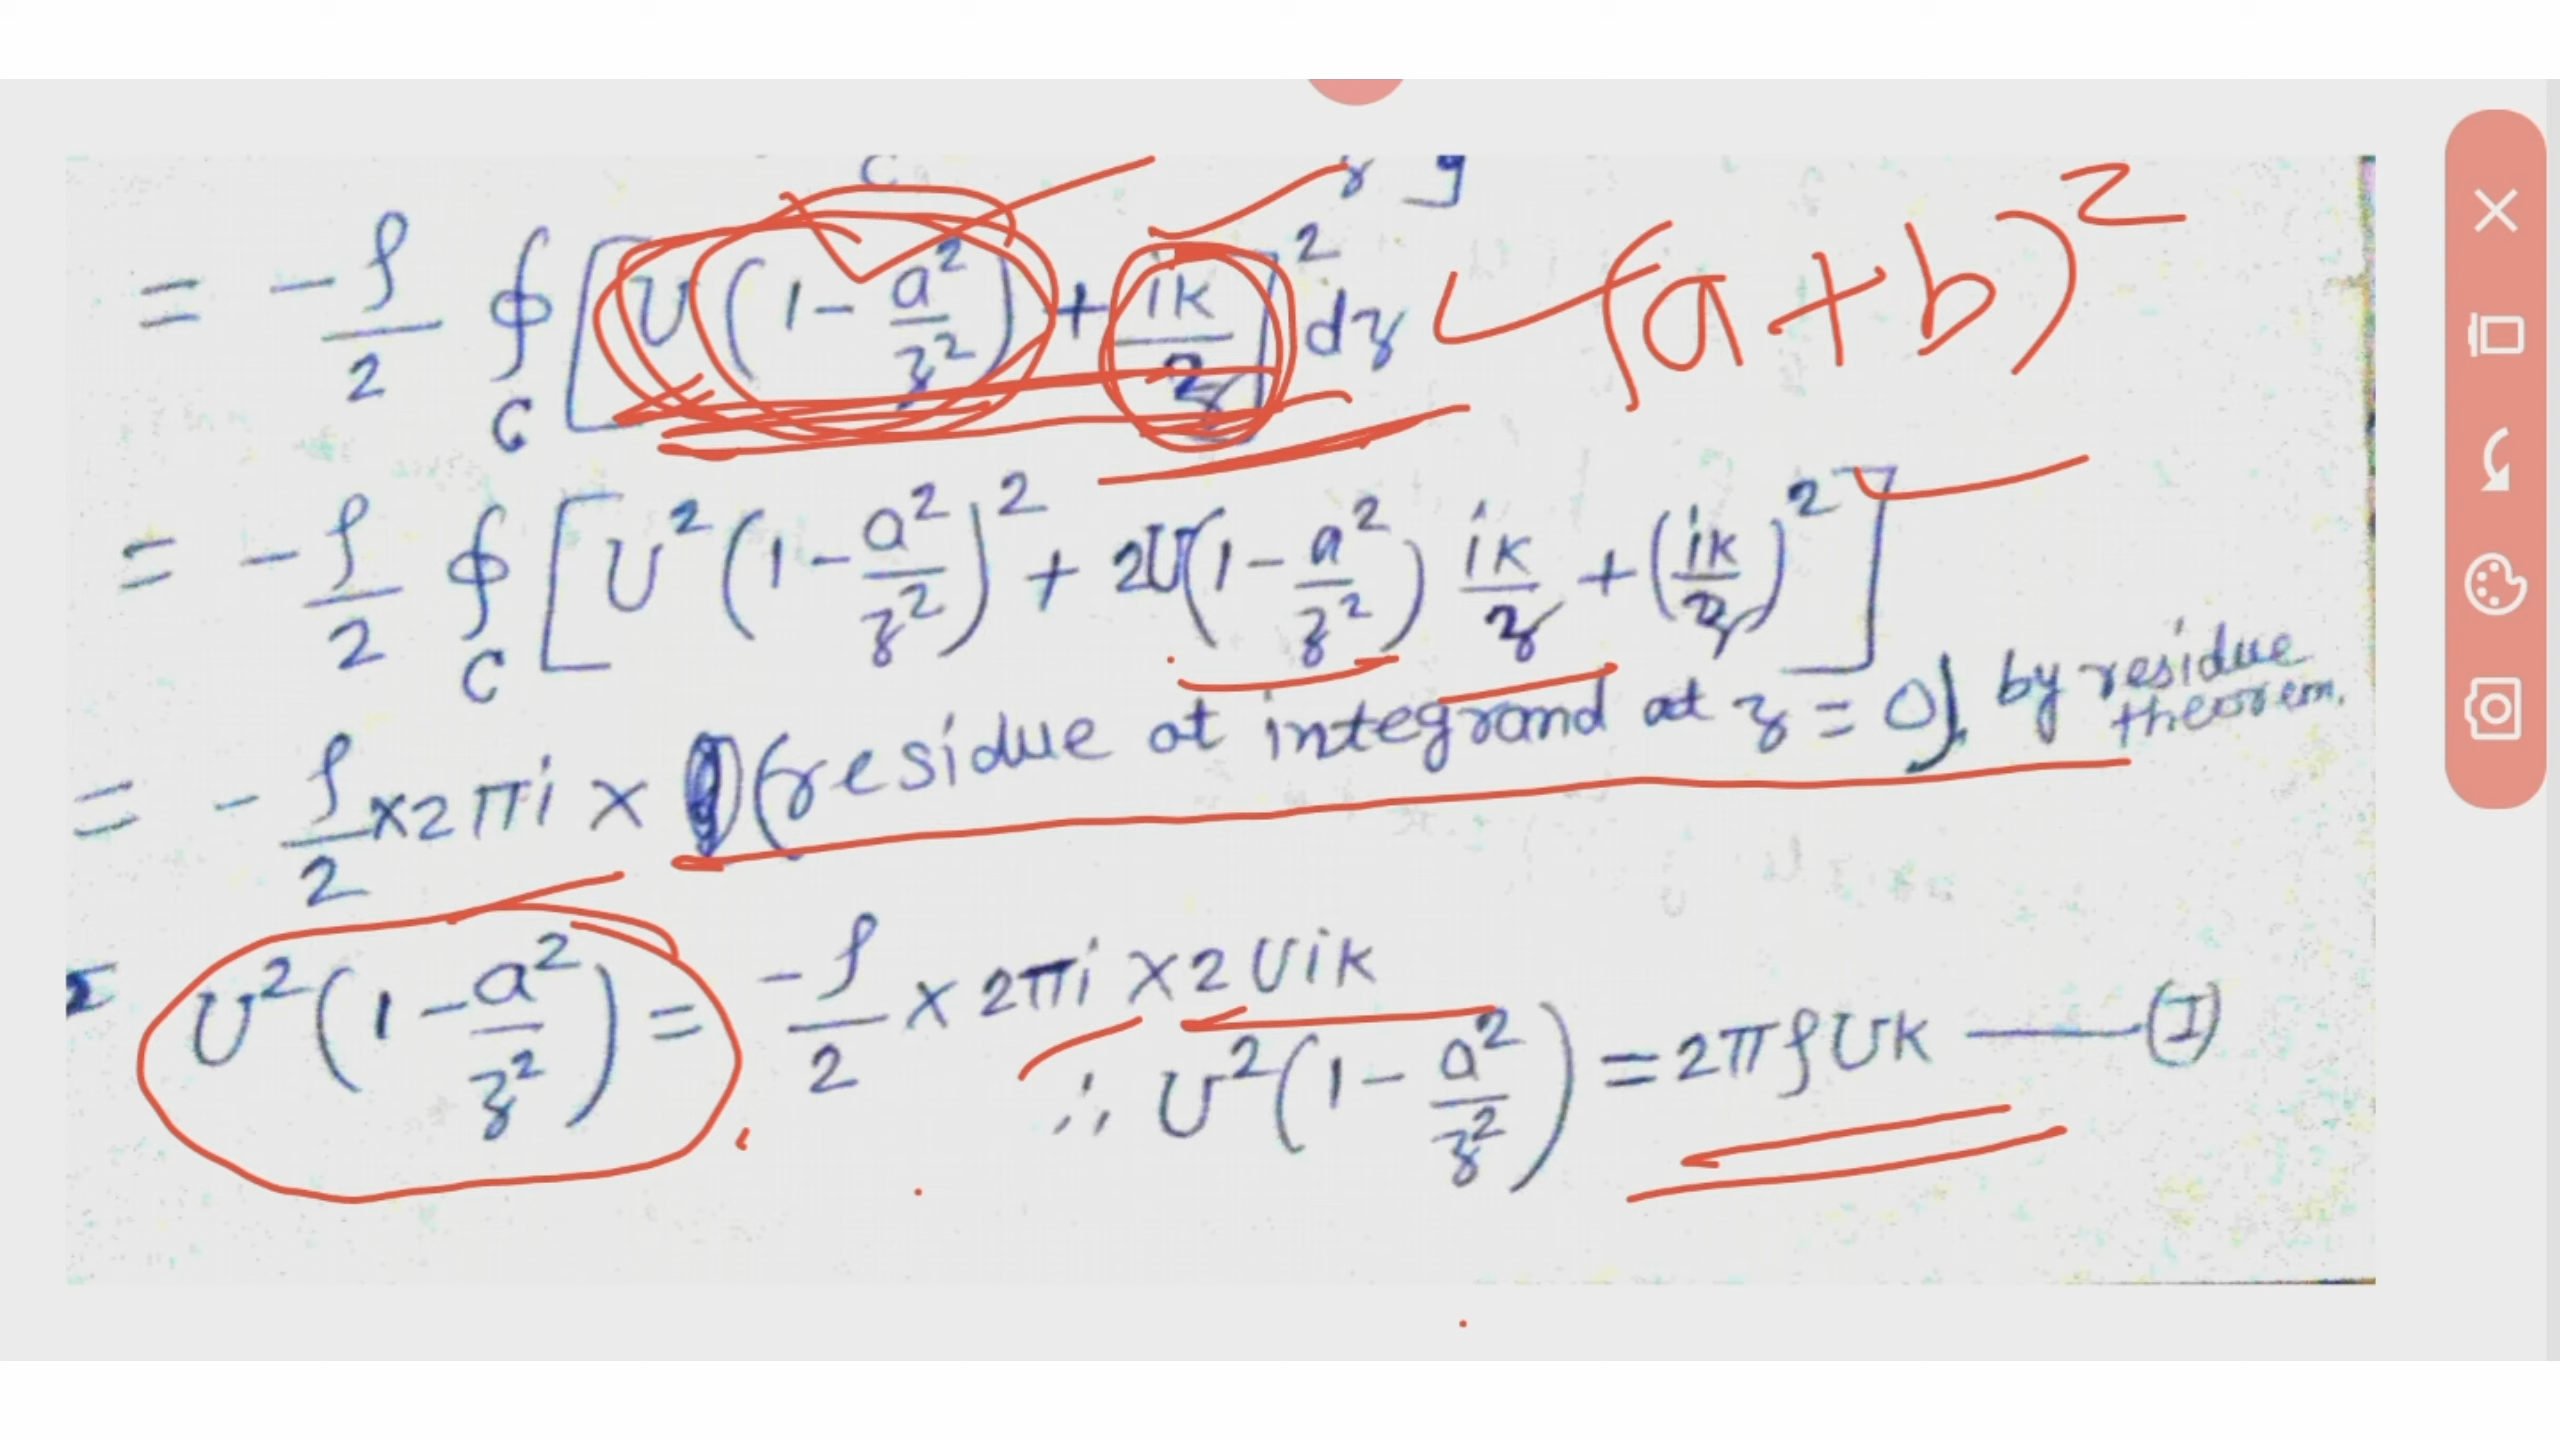 = -ρ/2 ∮_C [U(1 - a²/z²) + ik/z]² dz (a+b)²
= -ρ/2 ∮_C [U²(1 - a²/z²)² + 2U(1 - a²/z²) ik/z + (ik/z)²]
= -ρ/2 × 2πi × (residue at integrand at z = 0), by residue theorem.
U²(1 - a²/z²) = -ρ/2 × 2πi × 2Uik
∴ U²(1 - a²/z²) = 2πρUk —— (I)